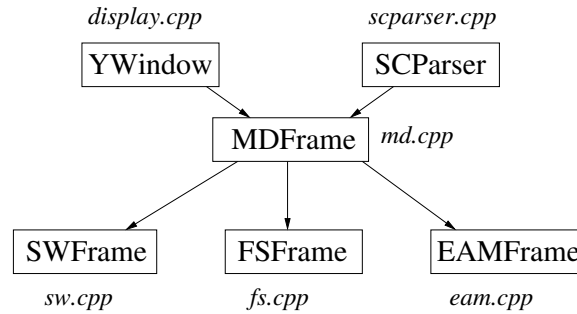 display.cpp
scparser.cpp
YWindow
SCParser
MDFrame
md.cpp
SWFrame
FSFrame
EAMFrame
sw.cpp
fs.cpp
eam.cpp